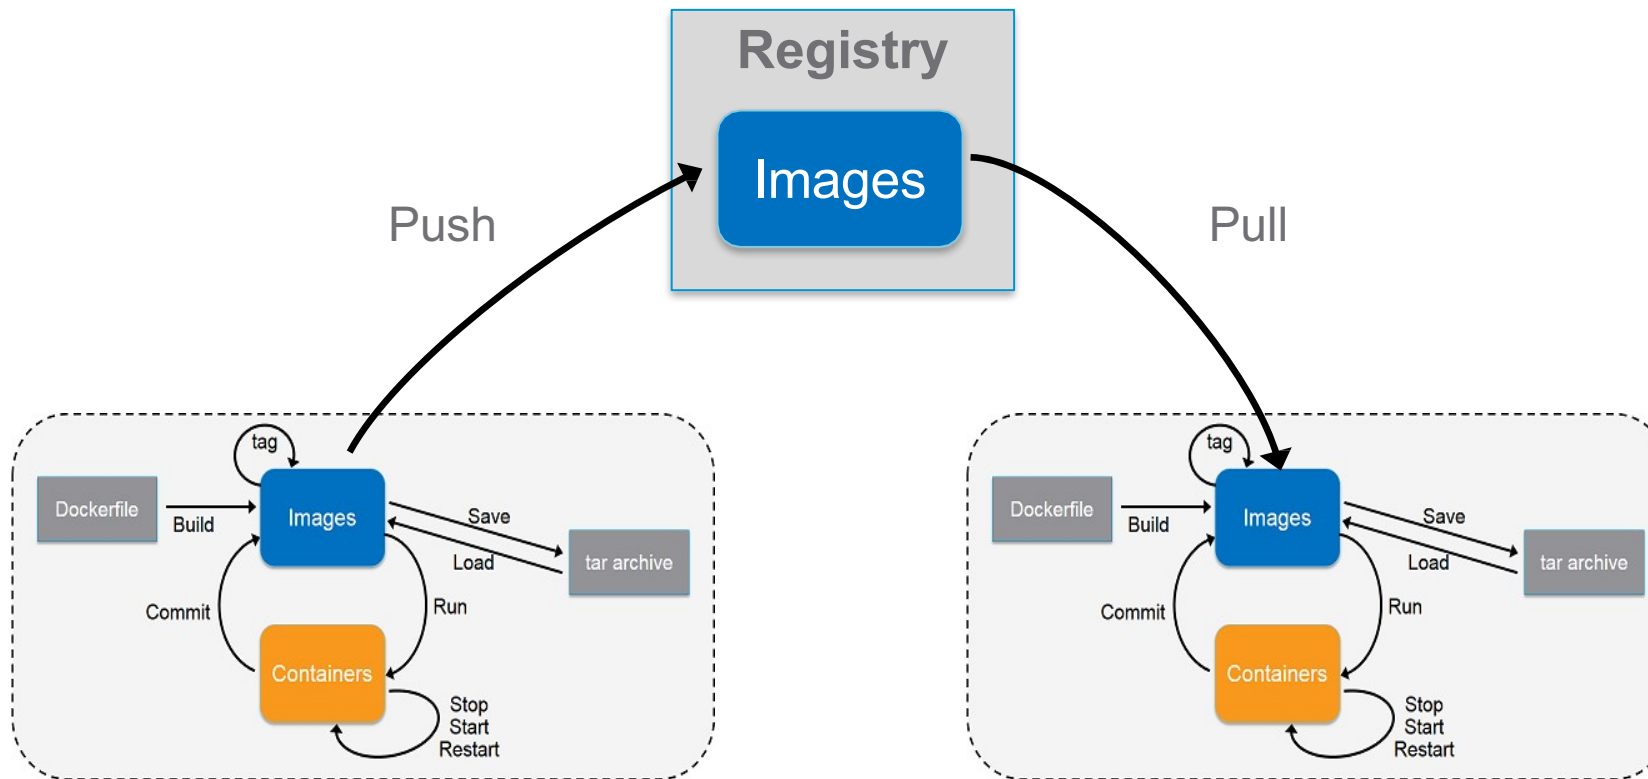 Registry
Images
Push
Pull
tag
Dockerfile
Build
Images
Save
Load
tar archive
Commit
Run
Containers
Stop
Start
Restart
tag
Dockerfile
Build
Images
Save
Load
tar archive
Commit
Run
Containers
Stop
Start
Restart